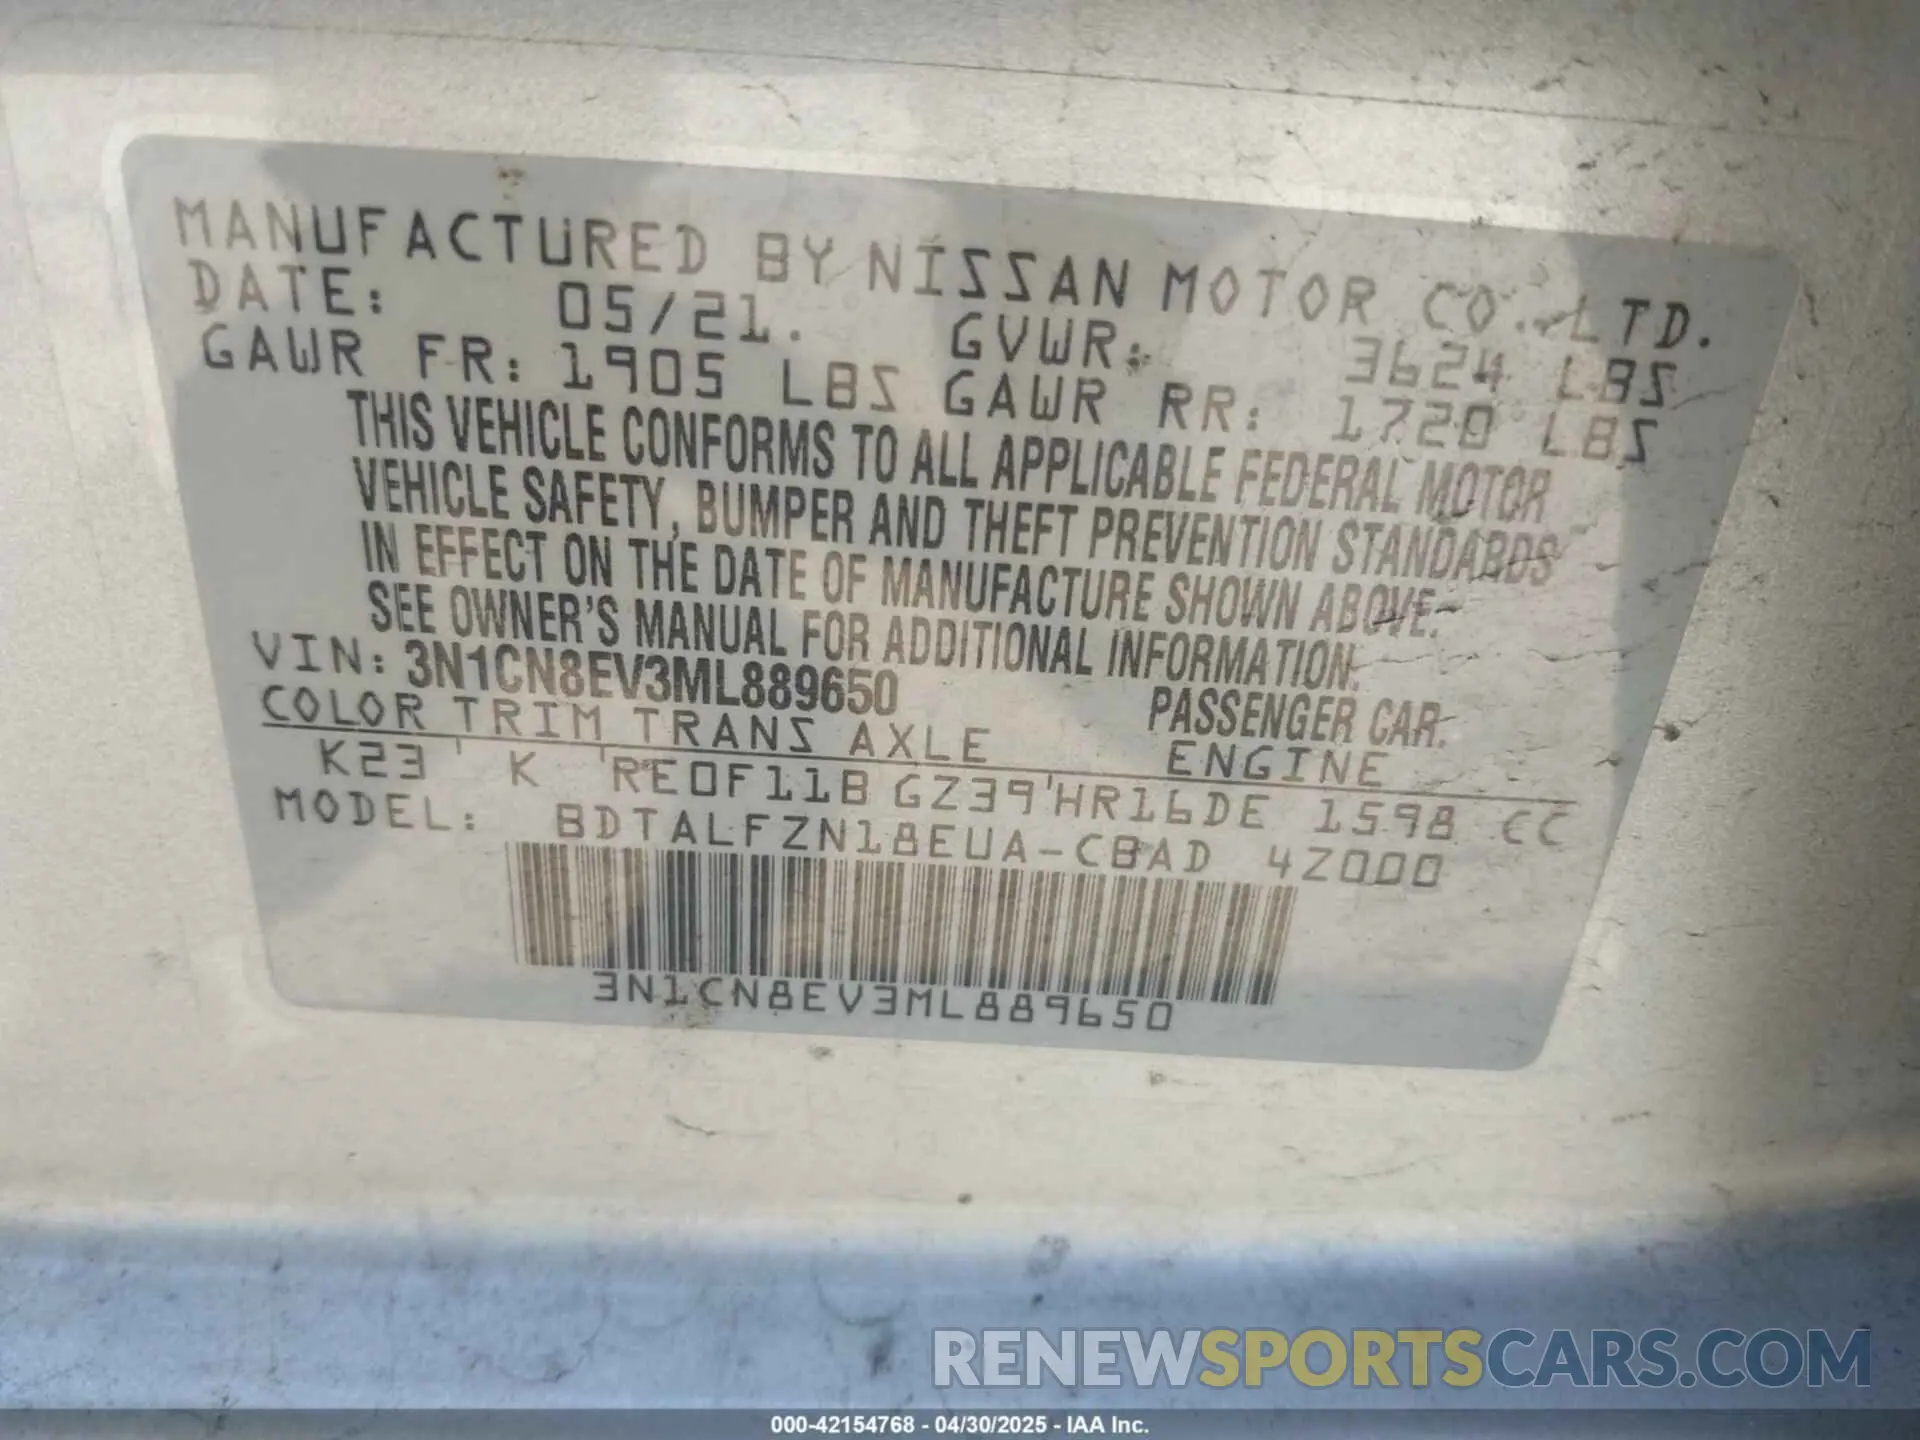 MANUFACTURED BY NISSAN MOTOR CO.,LTD.
DATE: 05/21. GVWR: 3624 LBS
GAWR FR: 1905 LBS GAWR RR: 1720 LBS
THIS VEHICLE CONFORMS TO ALL APPLICABLE FEDERAL MOTOR
VEHICLE SAFETY, BUMPER AND THEFT PREVENTION STANDARDS
IN EFFECT ON THE DATE OF MANUFACTURE SHOWN ABOVE.
SEE OWNER'S MANUAL FOR ADDITIONAL INFORMATION.
VIN: 3N1CN8EV3ML889650 PASSENGER CAR.
COLOR TRIM TRANS AXLE ENGINE
K23 ' K 'RE0F11B GZ39'HR16DE 1598 CC
MODEL: BDTALFZN18EUA-CBAD 4Z000
3N1CN8EV3ML889650
RENEWSPORTSCARS.COM
000-42154768 - 04/30/2025 - IAA Inc.